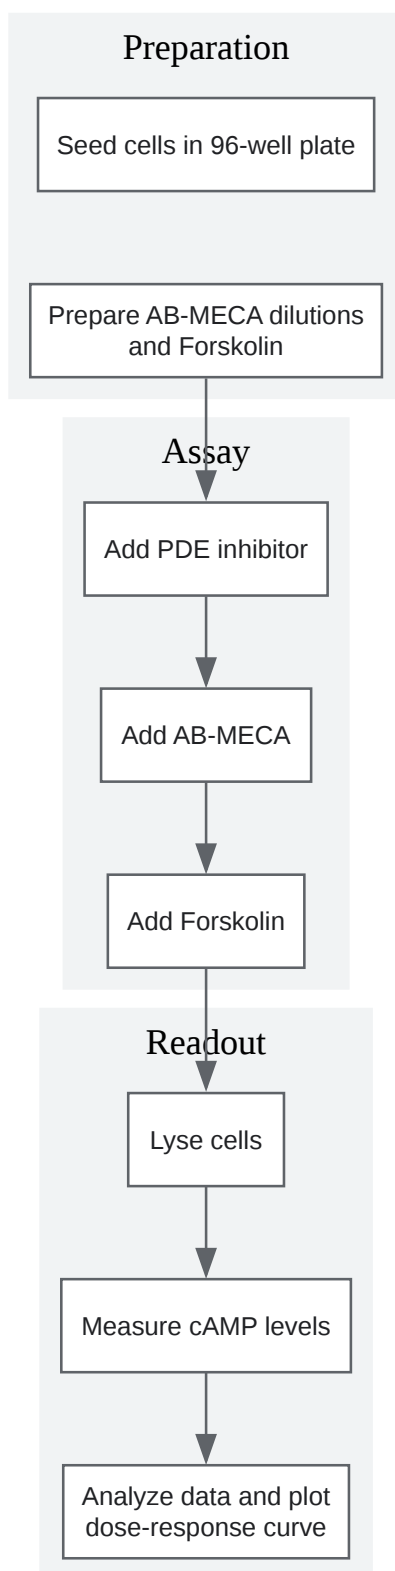 Preparation
Seed cells in 96-well plate
Prepare AB-MECA dilutions
and Forskolin
Assay
Add PDE inhibitor
Add AB-MECA
Add Forskolin
Readout
Lyse cells
Measure cAMP levels
Analyze data and plot
dose-response curve